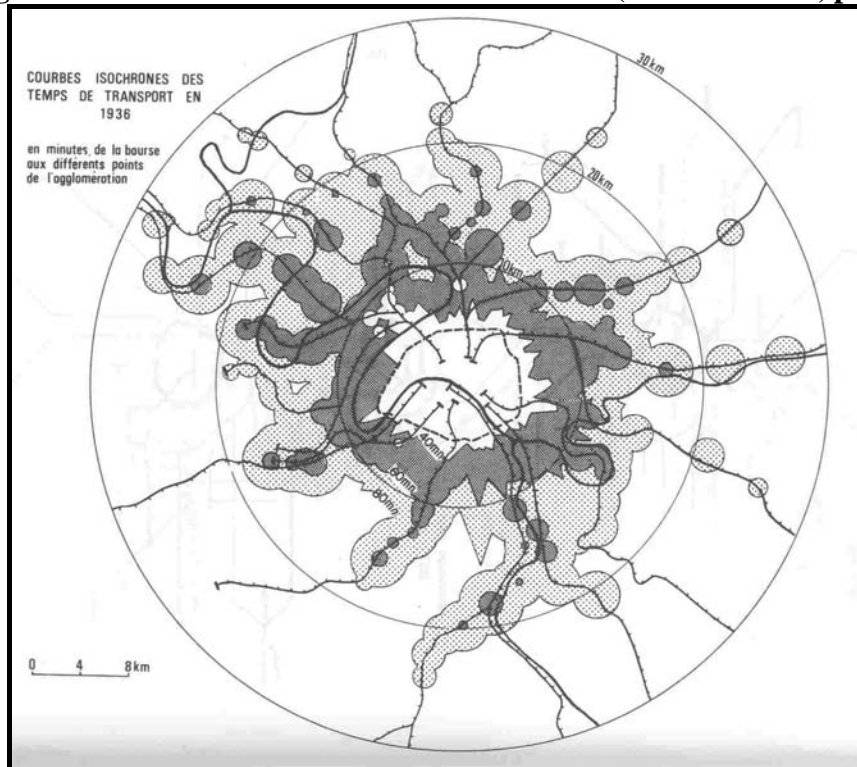 COURBES ISOCHRONES DES
TEMPS DE TRANSPORT EN
1936
en minutes, de la bourse
aux différents points
de l'agglomération
30km
20km
10km
40mn
60mn
80mn
0 4 8km